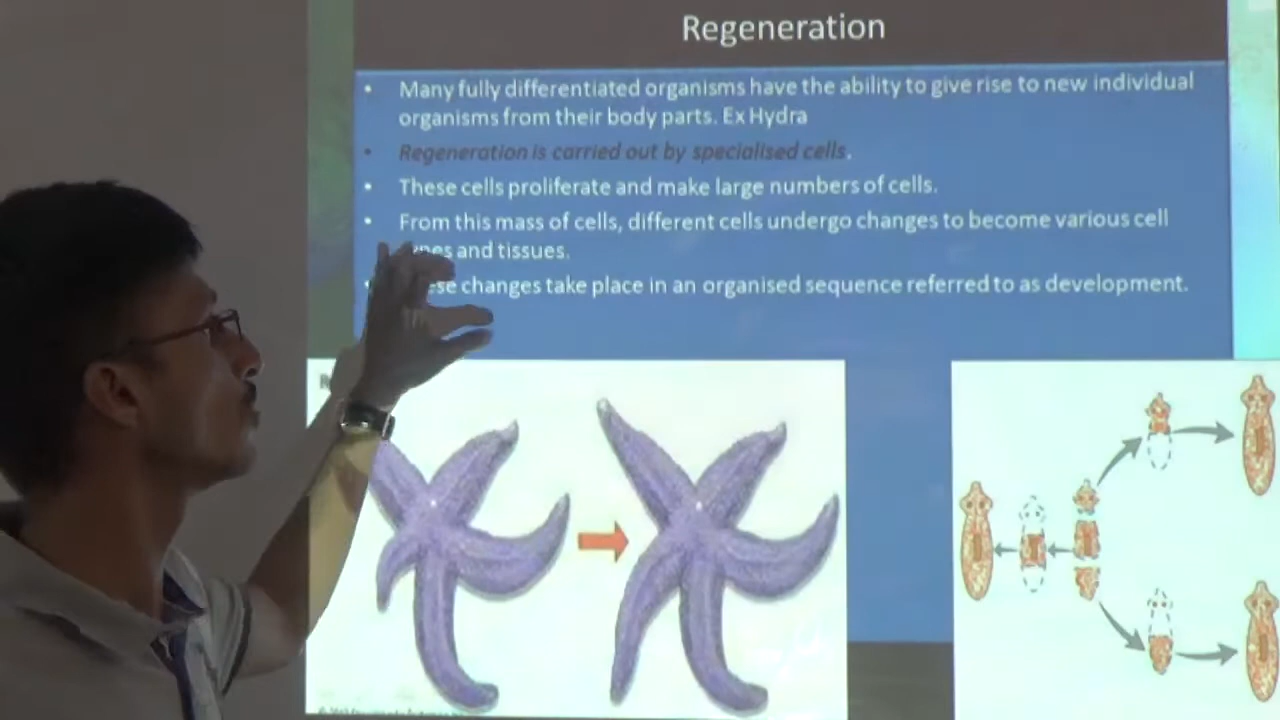 Regeneration
• Many fully differentiated organisms have the ability to give rise to new individual
organisms from their body parts. Ex Hydra
• Regeneration is carried out by specialised cells.
• These cells proliferate and make large numbers of cells.
• From this mass of cells, different cells undergo changes to become various cell
and tissues.
changes take place in an organised sequence referred to as development.